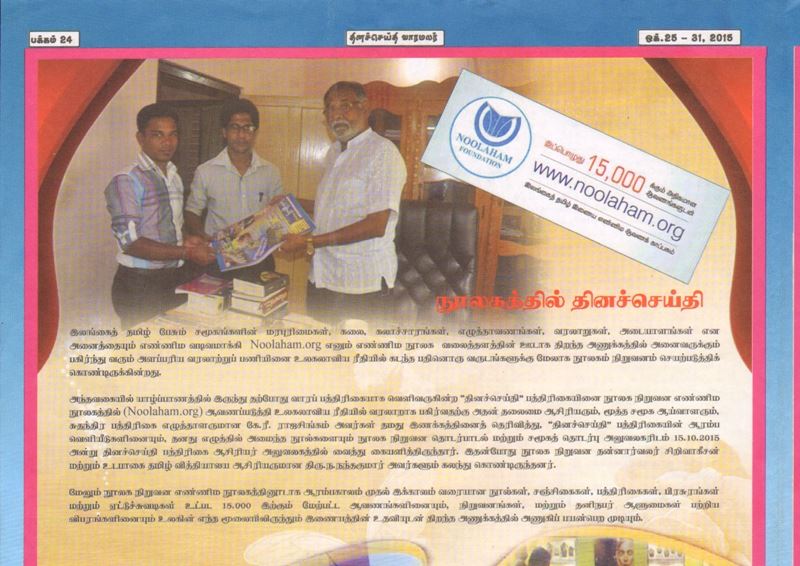 பக்கம் 24
தினச்செய்தி வாரமலர்
ஒக்.25 - 31, 2015
NOOLAHAM
FOUNDATION
இப்பொழுது 15,000 க்கும் அதிகமான
ஆவணங்களுடன்
www.noolaham.org
இலங்கைத் தமிழ் இணைய எண்ணிம ஆவணக் காப்பகம்
நூலகத்தில் தினச்செய்தி
இலங்கைத் தமிழ் பேசும் சமூகங்களின் மரபுரிமைகள், கலை, கலாச்சாரங்கள், எழுத்தாவணங்கள், வரலாறுகள், அடையாளங்கள் என
அனைத்தையும் எண்ணிம வடிவமாக்கி Noolaham.org எனும் எண்ணிம நூலக வலைத்தளத்தின் ஊடாக திறந்த அணுக்கத்தில் அனைவருக்கும்
பகிர்ந்து வரும் அளப்பரிய வரலாற்றுப் பணியினை உலகலாவிய ரீதியில் கடந்த பதினொரு வருடங்களுக்கு மேலாக நூலகம் நிறுவனம் செயற்படுத்திக்
கொண்டிருக்கின்றது.
அந்தவகையில் யாழ்ப்பாணத்தில் இருந்து தற்போது வாரப் பத்திரிகையாக வெளிவருகின்ற "தினச்செய்தி" பத்திரிகையினை நூலக நிறுவன எண்ணிம
நூலகத்தில் (Noolaham.org) ஆவணப்படுத்தி உலகலாவிய ரீதியில் வரலாறாக பகிர்வதற்கு அதன் தலைமை ஆசிரியரும், மூத்த சமூக ஆர்வாளரும்,
சுதந்திர பத்திரிகை எழுத்தாளருமான கே.ரீ. ராஜசிங்கம் அவர்கள் தமது இணக்கத்தினைத் தெரிவித்து, "தினச்செய்தி" பத்திரிகையின் ஆரம்ப
வெளியீடுகளினையும், தனது எழுத்தில் அமைந்த நூல்களையும் நூலக நிறுவன தொடர்பாடல் மற்றும் சமூகத் தொடர்பு அலுவலகரிடம் 15.10.2015
அன்று தினச்செய்தி பத்திரிகை ஆசிரியர் அலுவலகத்தில் வைத்து கையளித்திருந்தார். இதன்போது நூலக நிறுவன தன்னார்வலர் சிறிவாகீசன்
மற்றும் உடமாகை தமிழ் வித்தியாலய ஆசிரியருமான திரு.ந.நந்தகுமார் அவர்களும் கலந்து கொண்டிருந்தனர்.
மேலும் நூலக நிறுவன எண்ணிம நூலகத்தினூடாக ஆரம்பகாலம் முதல் இக்காலம் வரையான நூல்கள், சஞ்சிகைகள், பத்திரிகைகள், பிரசுரங்கள்
மற்றும் ஏட்டுச்சுவடிகள் உட்பட 15.000 இற்கும் மேற்பட்ட ஆவணங்களினையும், நிறுவனங்கள், மற்றும் தனிநபர் ஆளுமைகள் பற்றிய
விபரங்களினையும் உலகின் எந்த மூலையிலிருந்தும் இணையத்தின் உதவியுடன் திறந்த அணுக்கத்தில் அணுகிப் பயன்பெற முடியும்.